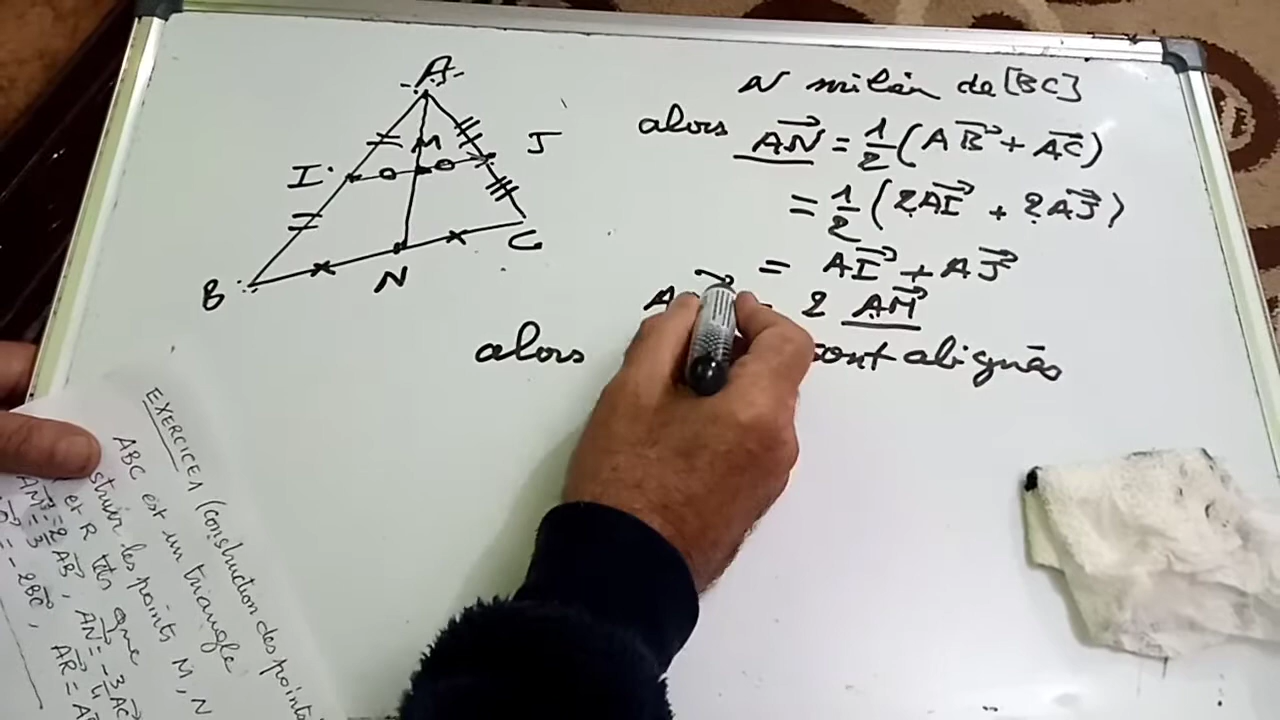 A
M
J
I
C
N
B
N milieu de [BC]
alors AN⃗ = 1/2 (AB⃗ + AC⃗)
= 1/2 (2AI⃗ + 2AJ⃗)
= AI⃗ + AJ⃗
A = 2 AM⃗
alors sont alignés
EXERCICE 1 (construction des points
ABC est un triangle
struire les points M, N
et R tels que
AM⃗ = 2/3 AB⃗, AN⃗ = -3/4 AC⃗
= -2BC⃗, AR⃗ =